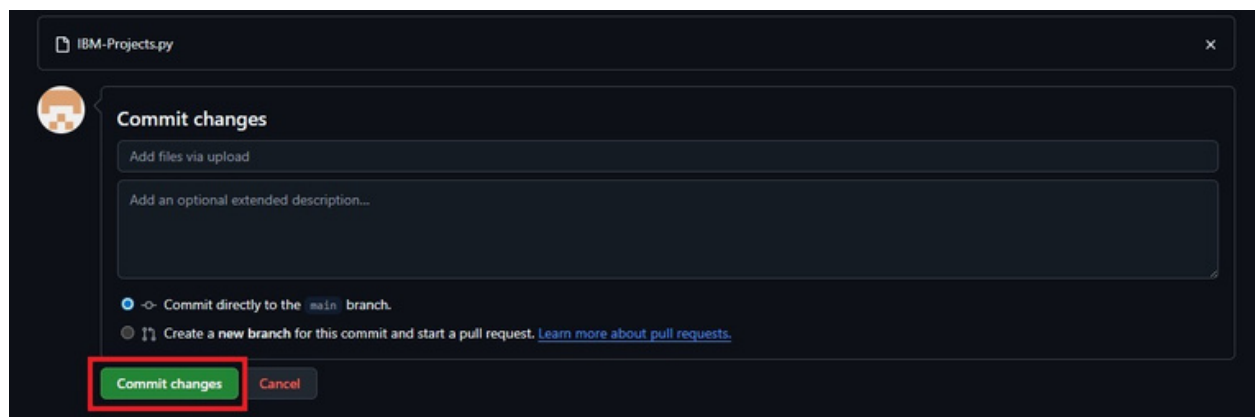 IBM-Projects.py
Commit changes
Add files via upload
Add an optional extended description...
Commit directly to the main branch.
Create a new branch for this commit and start a pull request. Learn more about pull requests.
Commit changes Cancel